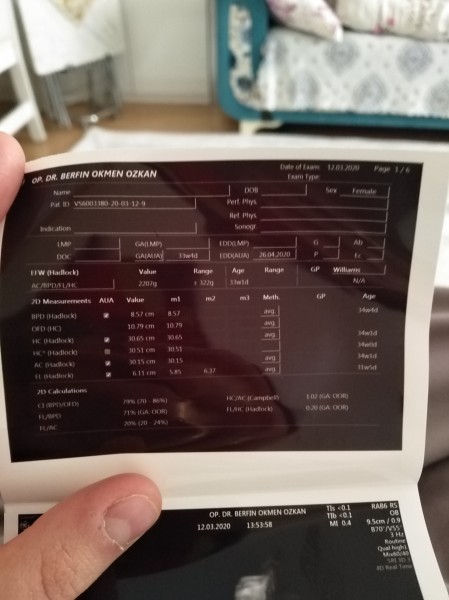 OP. DR. BERFIN OKMEN OZKAN
Date of Exam: 12.03.2020 Page 1 / 6
Exam Type:
Name DOB Sex Female
Pat. ID VS6003380-20-03-12-9 Perf. Phys.
Ref. Phys.
Indication Sonogr.
LMP GA(LMP) EDD(LMP) G Ab
DOC GA(AUA) 33w4d EDD(AUA) 26.04.2020 P Ec
EFW (Hadlock) Value Range Age Range GP Williams
AC/BPD/FL/HC 2207g ± 322g 33w1d N/A
2D Measurements AUA Value m1 m2 m3 Meth. GP Age
BPD (Hadlock) 8.57 cm 8.57 avg. 34w4d
OFD (HC) 10.79 cm 10.79 avg.
HC (Hadlock) 30.65 cm 30.65 avg. 34w1d
HC* (Hadlock) 30.51 cm 30.51 34w0d
AC (Hadlock) 30.15 cm 30.15 avg. 34w1d
FL (Hadlock) 6.11 cm 5.85 6.37 avg. 31w5d
2D Calculations
CI (BPD/OFD) 79% (70 - 86%) HC/AC (Campbell) 1.02 (GA: OOR)
FL/BPD 71% (GA: OOR) FL/HC (Hadlock) 0.20 (GA: OOR)
FL/AC 20% (20 - 24%)
OP. DR. BERFIN OKMEN OZKAN
12.03.2020 13:53:58
TIs <0.1
TIb <0.1
MI 0.4
RAB6-RS
OB
9.5cm / 0.9
3 Hz
Routine
Qual high1
4D Real Time